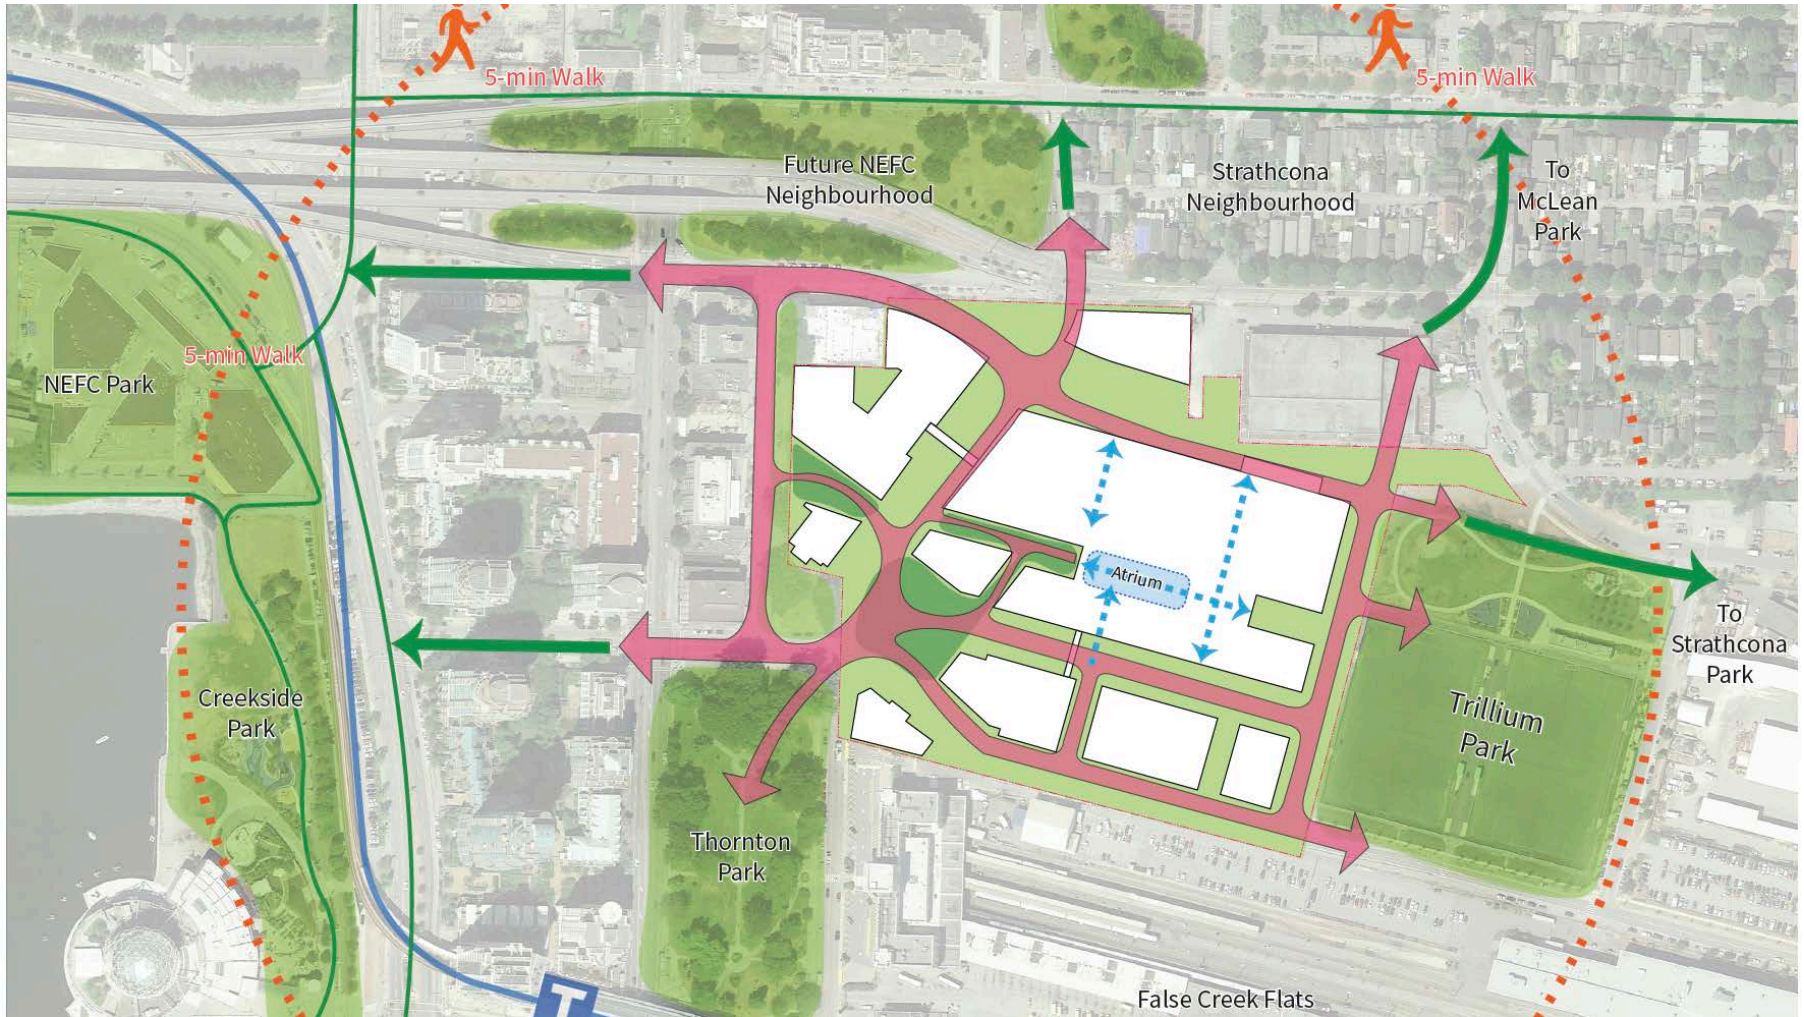 5-min Walk
5-min Walk
Future NEFC
Neighbourhood
Strathcona
Neighbourhood
To
McLean
Park
5-min Walk
NEFC Park
Atrium
To
Strathcona
Park
Creekside
Park
Trillium
Park
Thornton
Park
T
False Creek Flats